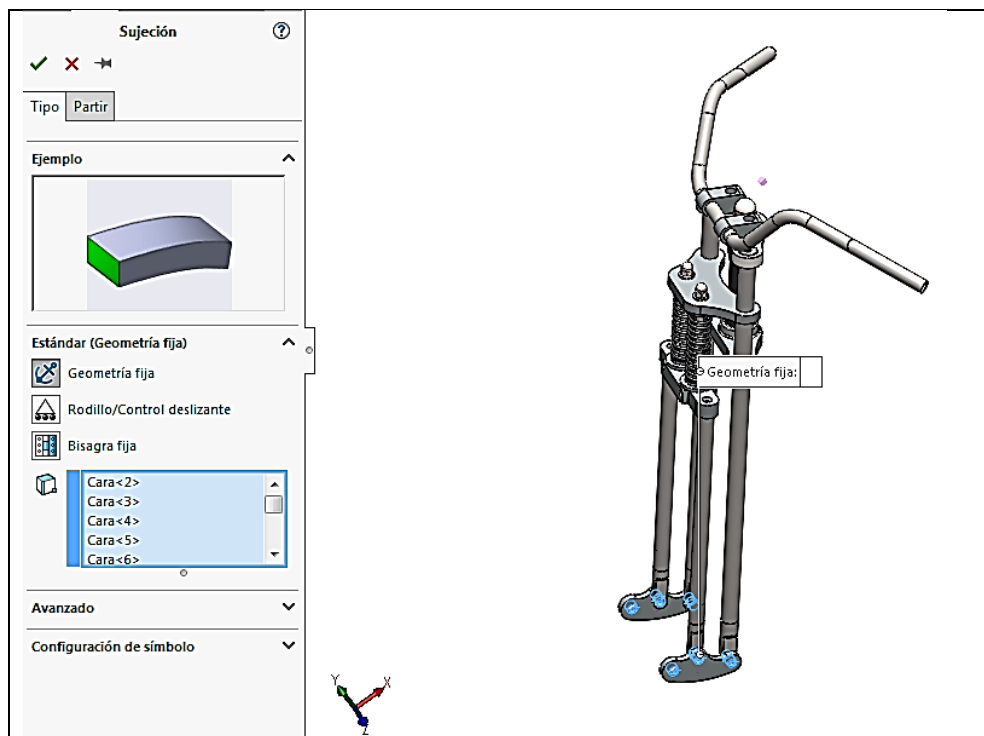 Sujeción
Tipo Partir
Ejemplo
Estándar (Geometría fija)
Geometría fija
Rodillo/Control deslizante
Bisagra fija
Cara<2>
Cara<3>
Cara<4>
Cara<5>
Cara<6>
Avanzado
Configuración de símbolo
Geometría fija:
Y
X
Z